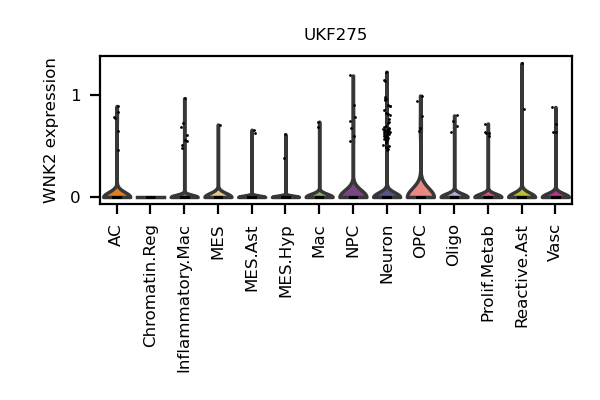 UKF275
WNK2 expression
1
0
AC
Chromatin.Reg
Inflammatory.Mac
MES
MES.Ast
MES.Hyp
Mac
NPC
Neuron
OPC
Oligo
Prolif.Metab
Reactive.Ast
Vasc